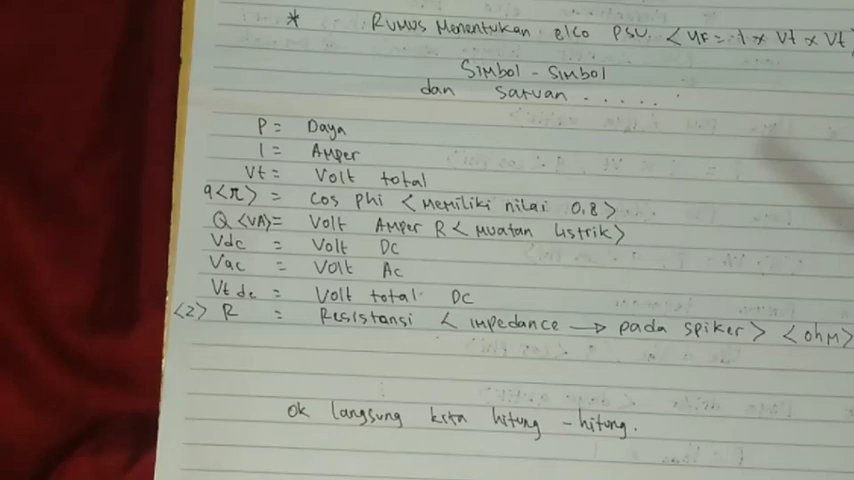 * Rumus Menentukan elco PSU < UF = 1 x Vt x Vt
Simbol - Simbol
dan satuan . . . . . .
P = Daya
I = Amper
Vt = Volt total
q<π> = Cos phi < Memiliki nilai 0,8 >
Q <VA> = Volt Amper R < Muatan listrik >
Vdc = Volt DC
Vac = Volt Ac
Vt dc = Volt total DC
<Z> R = Resistansi < impedance → pada spiker > < ohm >
ok langsung kita hitung - hitung.